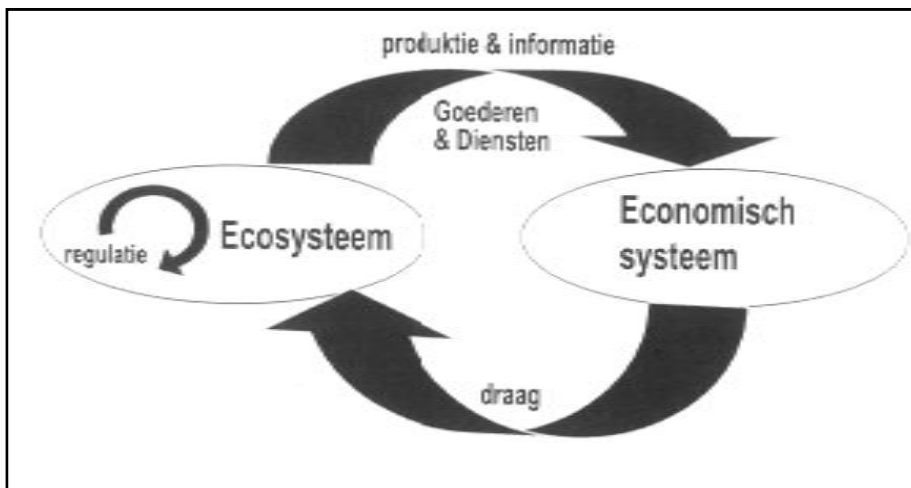 produktie & informatie
Goederen
& Diensten
Ecosysteem
regulatie
Economisch
systeem
draag